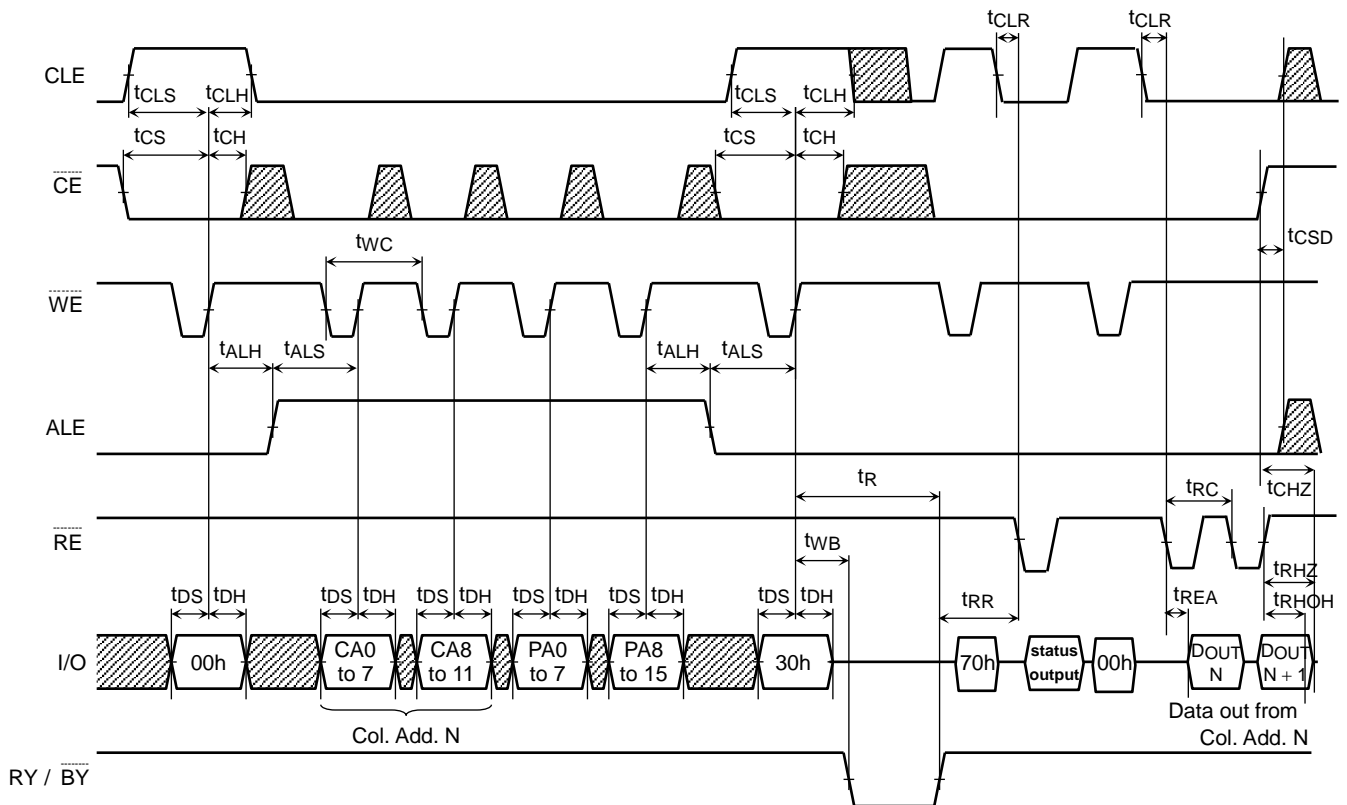 tCLR tCLR
CLE
tCLS tCLH tCLS tCLH
tCS tCH tCS tCH
CE
tCSD
tWC
WE
tALH tALS tALH tALS
ALE
tR tRC tCHZ
RE
tWB
tRHZ
tDS tDH tDS tDH tDS tDH tDS tDH tDS tDH tDS tDH tRR tREA tRHOH
I/O
00h
CA0 to 7
CA8 to 11
PA0 to 7
PA8 to 15
30h
70h
status output
00h
DOUT N
DOUT N + 1
Col. Add. N
Data out from
Col. Add. N
RY / BY